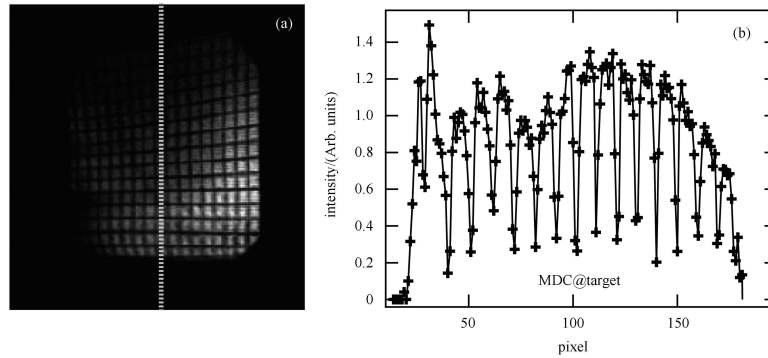 (a)
(b)
1.4
1.2
1.0
0.8
0.6
0.4
0.2
0
intensity/(Arb. units)
MDC@target
50
100
150
pixel